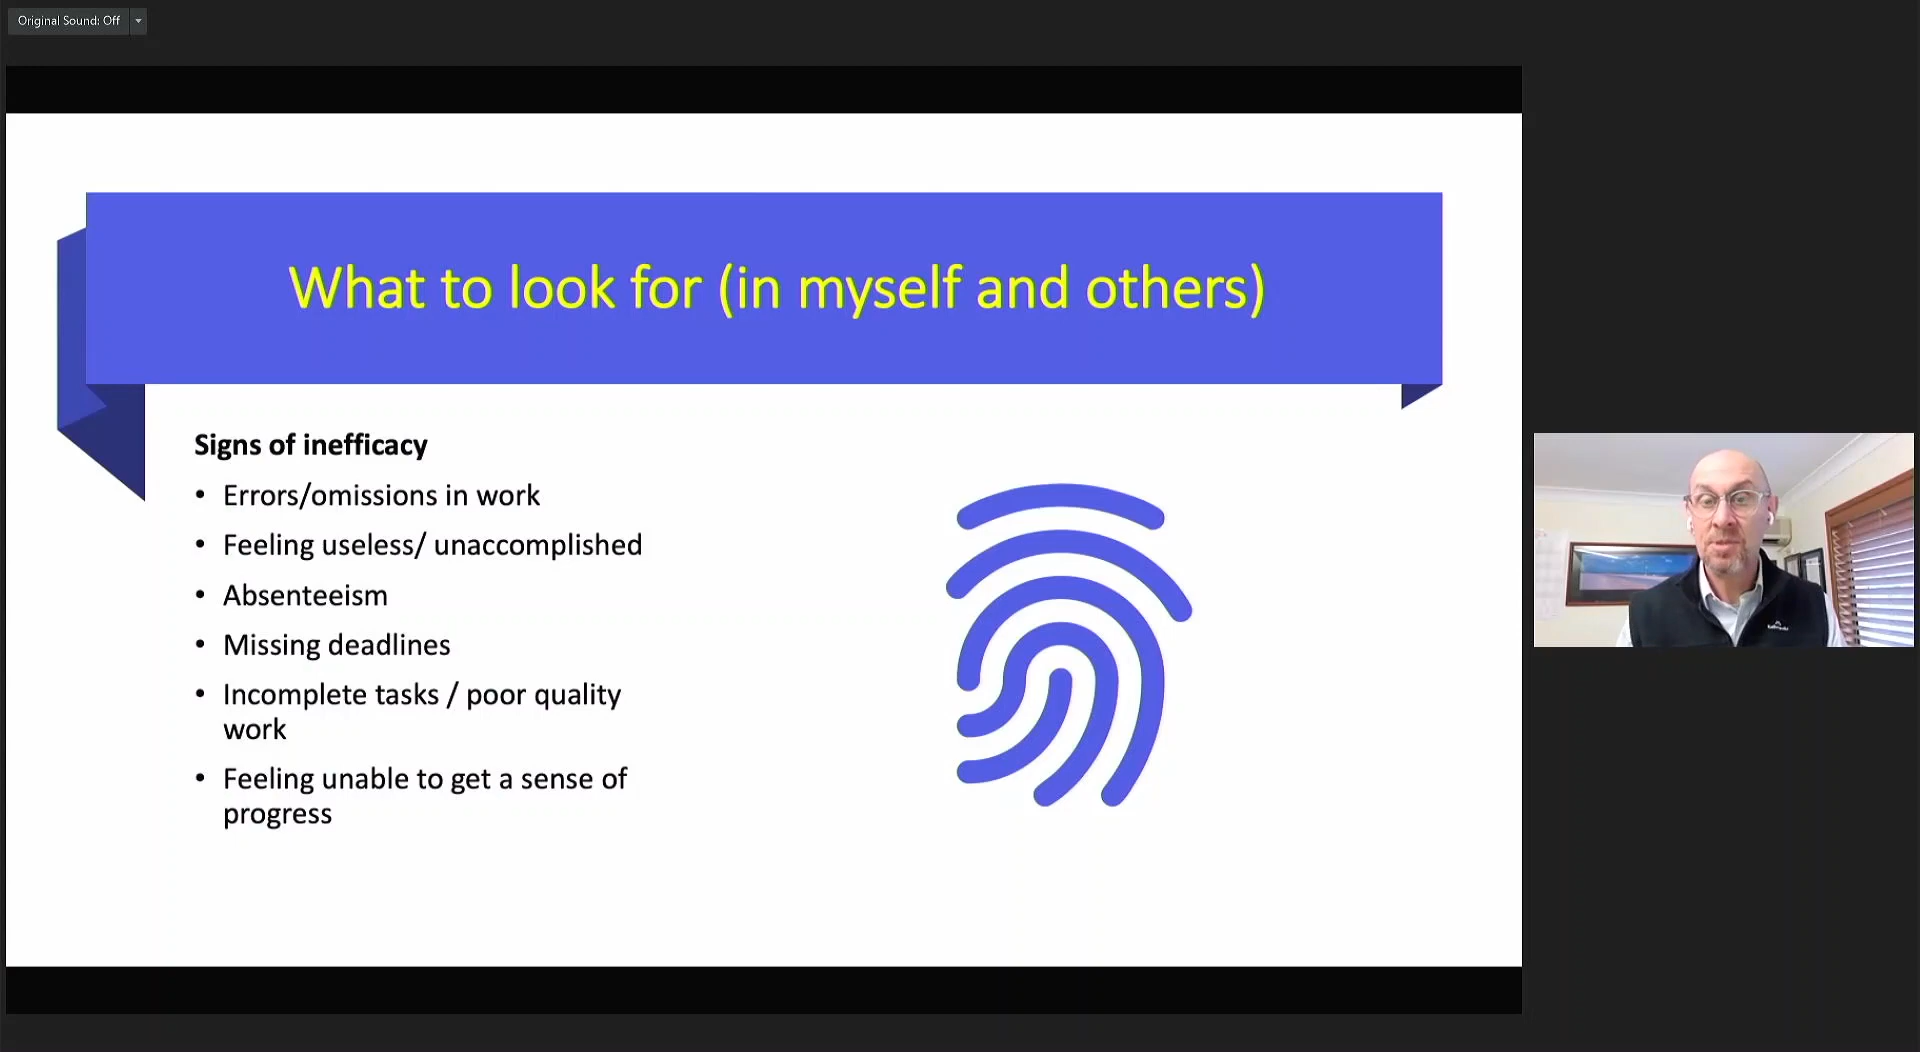 Original Sound: Off
What to look for (in myself and others)
Signs of inefficacy
• Errors/omissions in work
• Feeling useless/ unaccomplished
• Absenteeism
• Missing deadlines
• Incomplete tasks / poor quality
work
• Feeling unable to get a sense of
progress